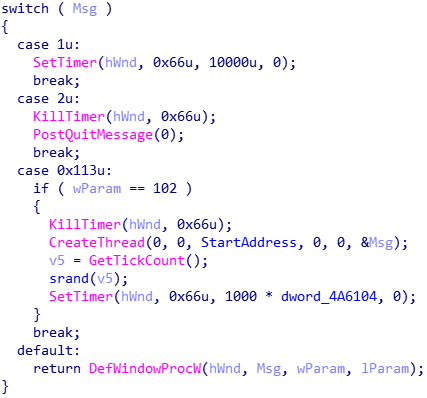 switch ( Msg )
{
  case 1u:
    SetTimer(hWnd, 0x66u, 10000u, 0);
    break;
  case 2u:
    KillTimer(hWnd, 0x66u);
    PostQuitMessage(0);
    break;
  case 0x113u:
    if ( wParam == 102 )
    {
      KillTimer(hWnd, 0x66u);
      CreateThread(0, 0, StartAddress, 0, 0, &Msg);
      v5 = GetTickCount();
      srand(v5);
      SetTimer(hWnd, 0x66u, 1000 * dword_4A6104, 0);
    }
    break;
  default:
    return DefWindowProcW(hWnd, Msg, wParam, lParam);
}